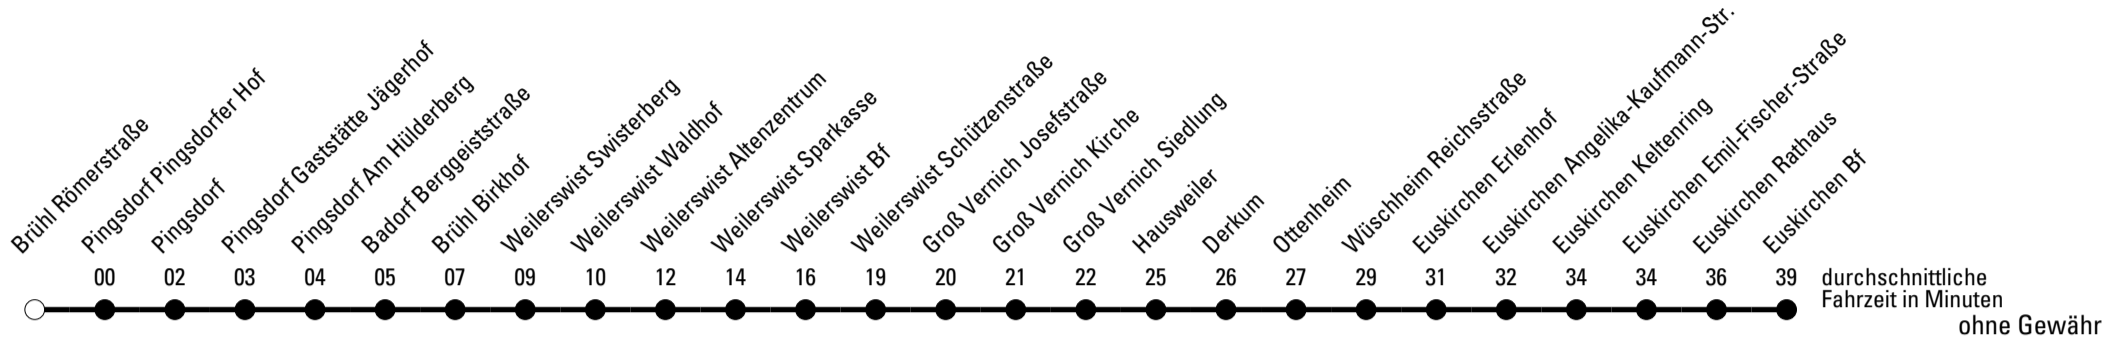 Brühl Römerstraße
Pingsdorf Pingsdorfer Hof
Pingsdorf
Pingsdorf Gaststätte Jägerhof
Pingsdorf Am Hülderberg
Badorf Berggeiststraße
Brühl Birkhof
Weilerswist Swisterberg
Weilerswist Waldhof
Weilerswist Altenzentrum
Weilerswist Sparkasse
Weilerswist Bf
Weilerswist Schützenstraße
Groß Vernich Josefstraße
Groß Vernich Kirche
Groß Vernich Siedlung
Hausweiler
Derkum
Ottenheim
Wüschheim Reichsstraße
Euskirchen Erlenhof
Euskirchen Angelika-Kaufmann-Str.
Euskirchen Keltenring
Euskirchen Emil-Fischer-Straße
Euskirchen Rathaus
Euskirchen Bf
00 02 03 04 05 07 09 10 12 14 16 19 20 21 22 25 26 27 29 31 32 34 34 36 39 durchschnittliche
Fahrzeit in Minuten
ohne Gewähr